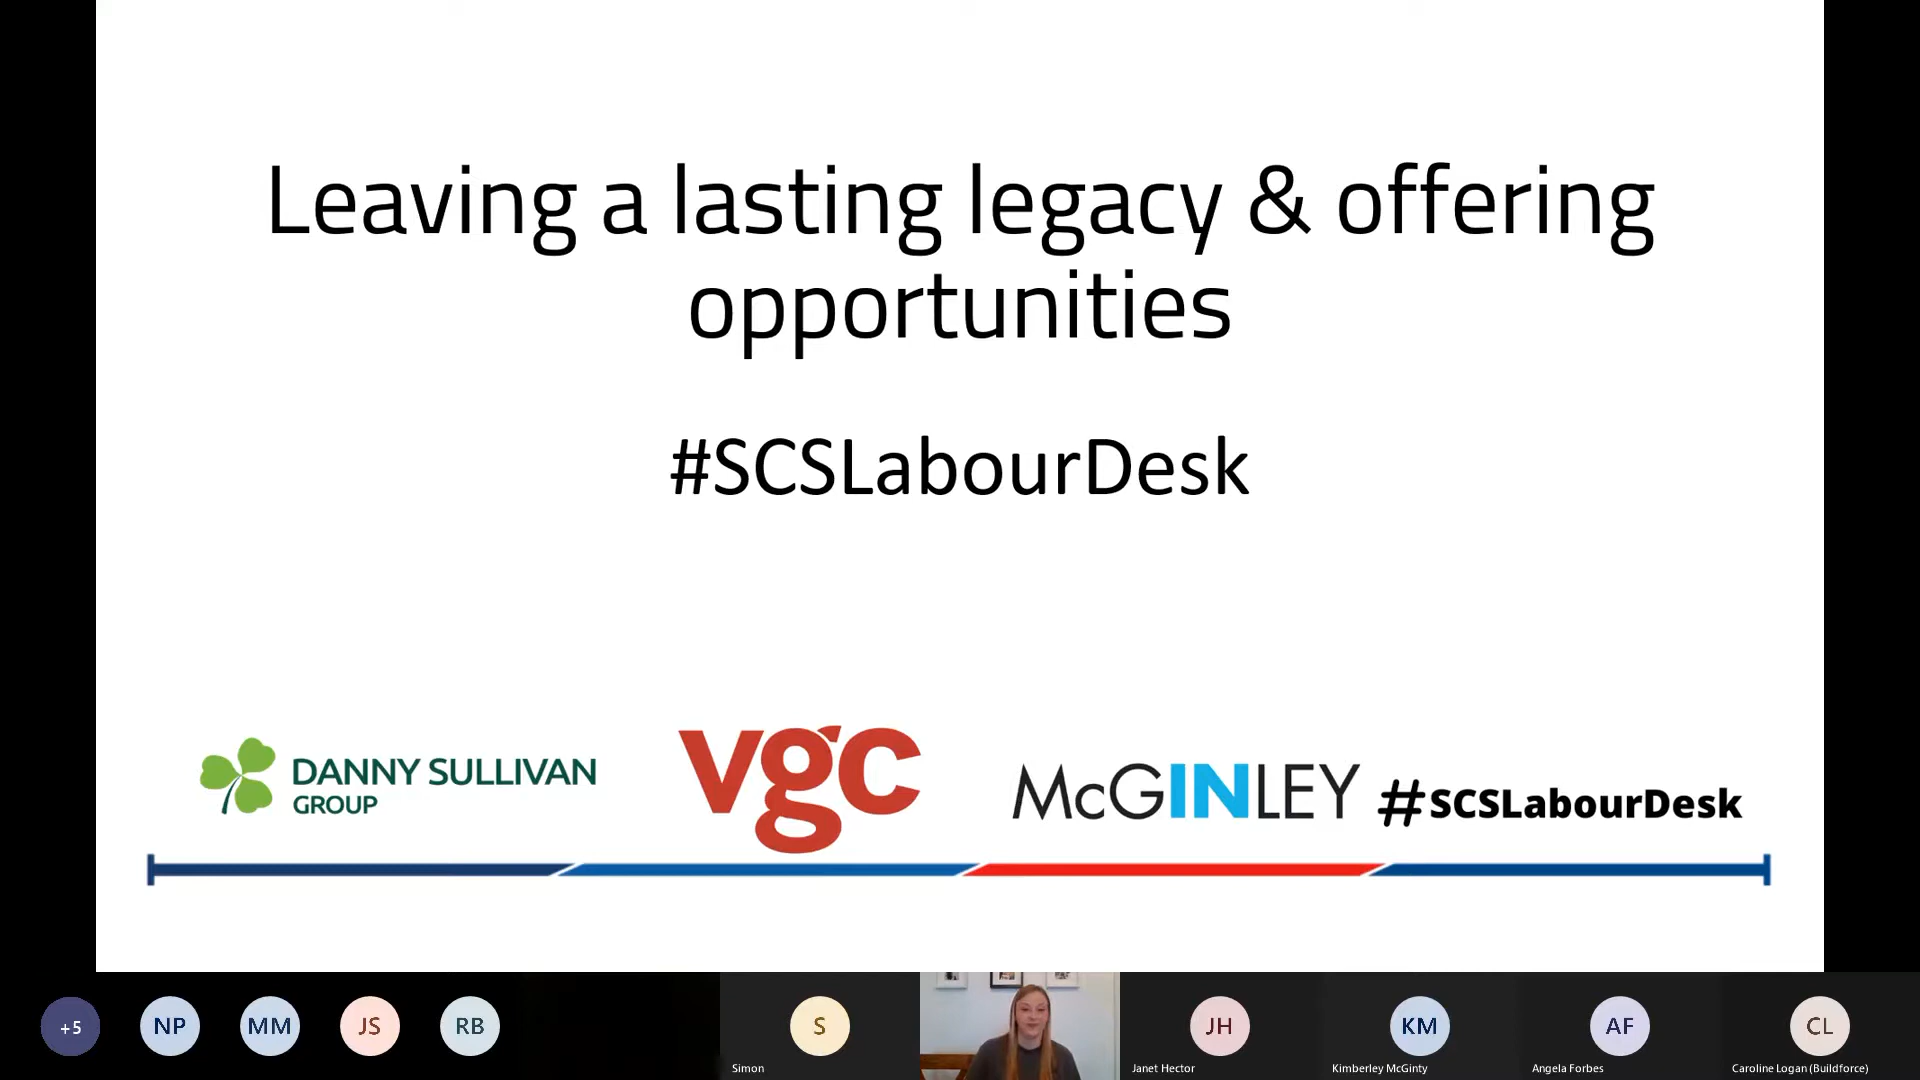 Leaving a lasting legacy & offering
opportunities
#SCSLabourDesk
DANNY SULLIVAN
GROUP
vgc
McGINLEY
#SCSLabourDesk
+5
NP
MM
JS
RB
S
Simon
JH
Janet Hector
KM
Kimberley McGinty
AF
Angela Forbes
CL
Caroline Logan (Buildforce)